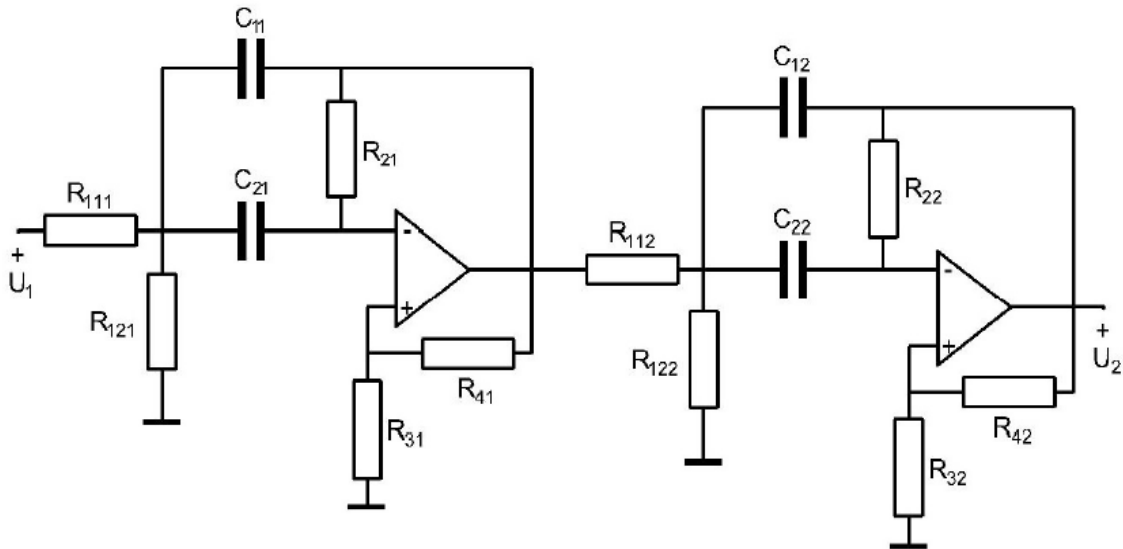 C₁₁
C₁₂
R₂₁
R₂₂
C₂₁
C₂₂
R₁₁₁
R₁₁₂
-
-
+
U₁
+
+
U₂
+
R₁₂₁
R₁₂₂
R₄₁
R₄₂
R₃₁
R₃₂